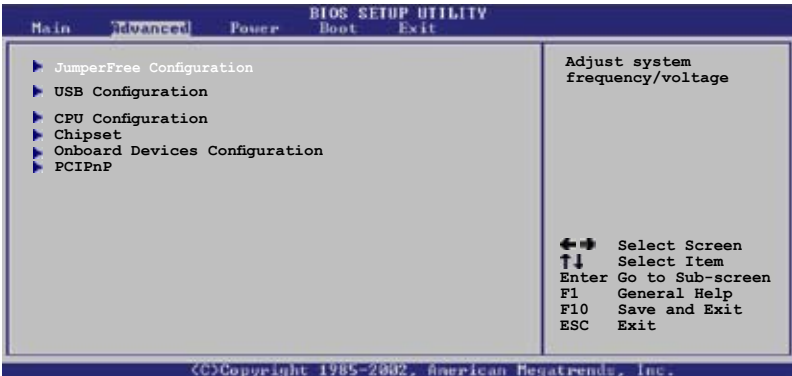 BIOS SETUP UTILITY
Main Advanced Power Boot Exit
JumperFree Configuration
USB Configuration
CPU Configuration
Chipset
Onboard Devices Configuration
PCIPnP
Adjust system
frequency/voltage
Select Screen
Select Item
Enter Go to Sub-screen
F1 General Help
F10 Save and Exit
ESC Exit
(C)Copyright 1985-2002, American Megatrends, Inc.